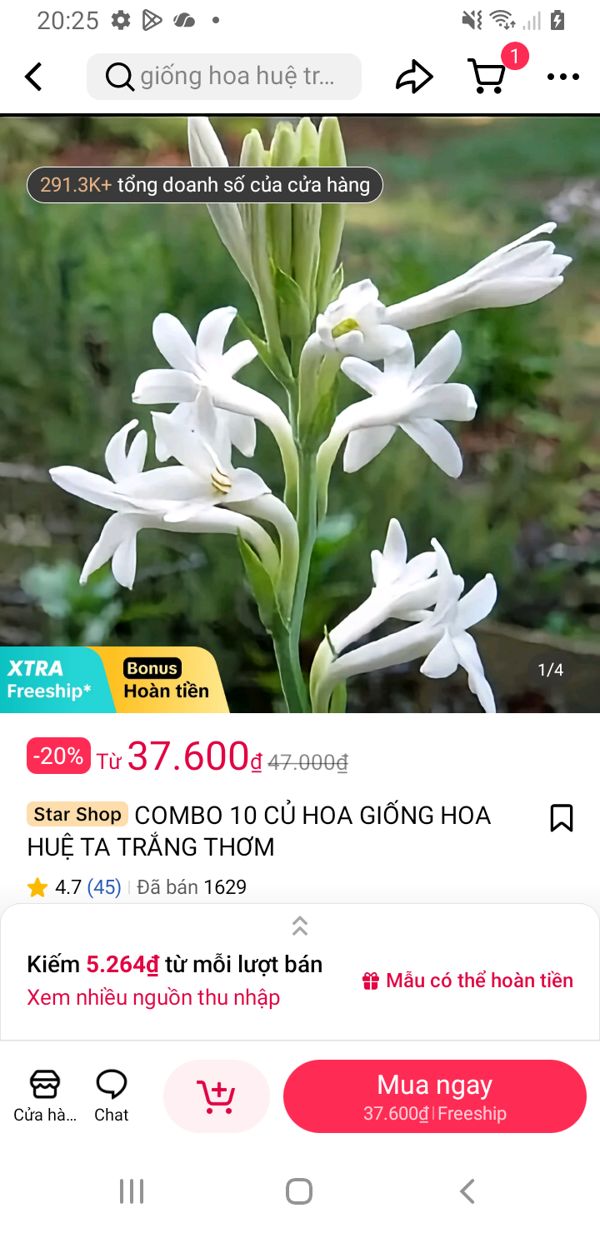 20:25
giống hoa huệ tr...
1
291.3K+ tổng doanh số của cửa hàng
XTRA
Freeship*
Bonus
Hoàn tiền
1/4
-20% Từ 37.600₫ 47.000₫
Star Shop COMBO 10 CỦ HOA GIỐNG HOA
HUỆ TA TRẮNG THƠM
4.7 (45) Đã bán 1629
Kiếm 5.264₫ từ mỗi lượt bán
Xem nhiều nguồn thu nhập
Mẫu có thể hoàn tiền
Cửa hà...
Chat
Mua ngay
37.600₫ | Freeship